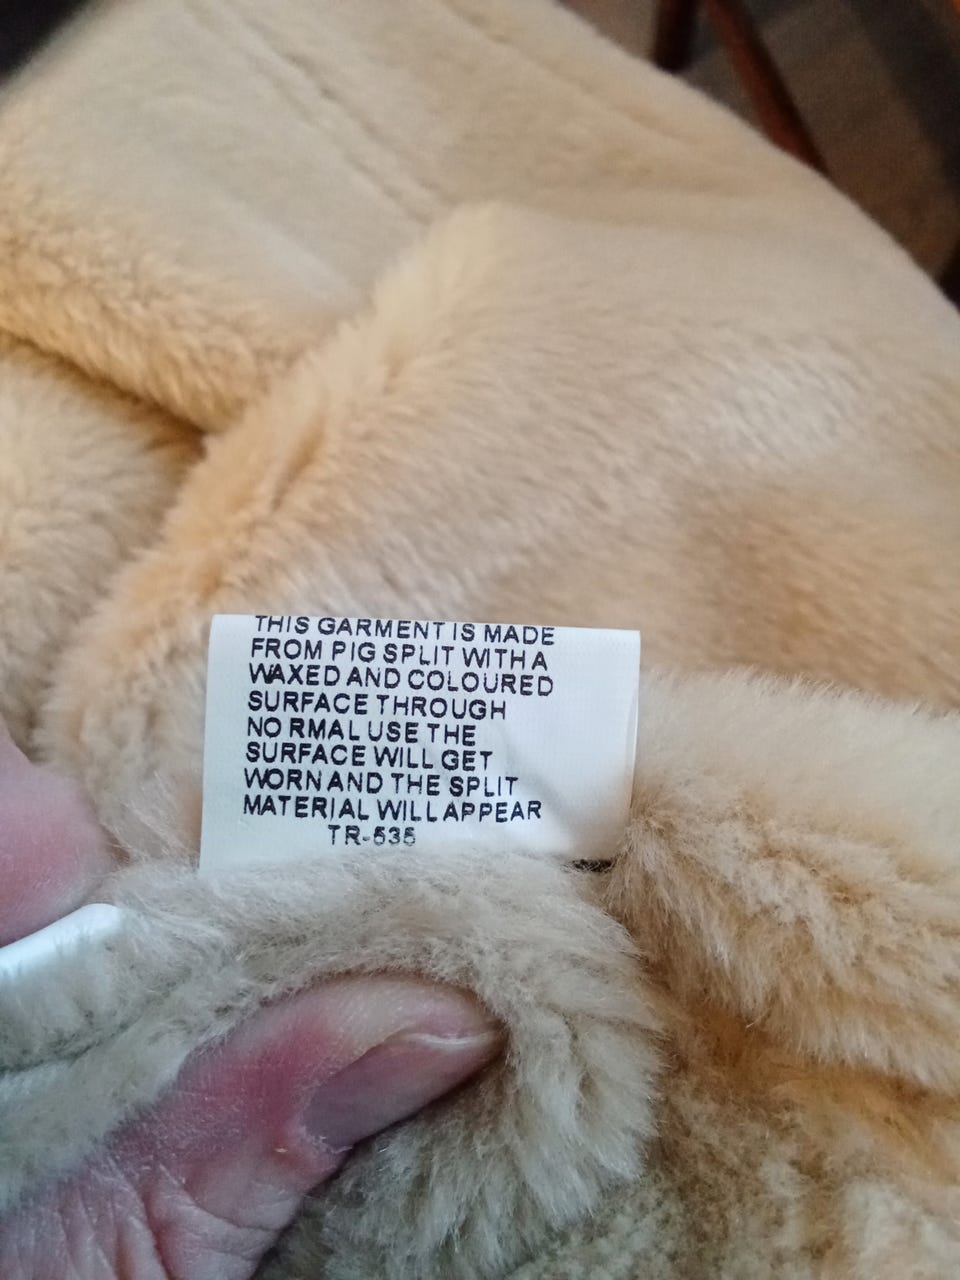 THIS GARMENT IS MADE
FROM PIG SPLIT WITH A
WAXED AND COLOURED
SURFACE THROUGH
NO RMAL USE THE
SURFACE WILL GET
WORN AND THE SPLIT
MATERIAL WILL APPEAR
TR-535